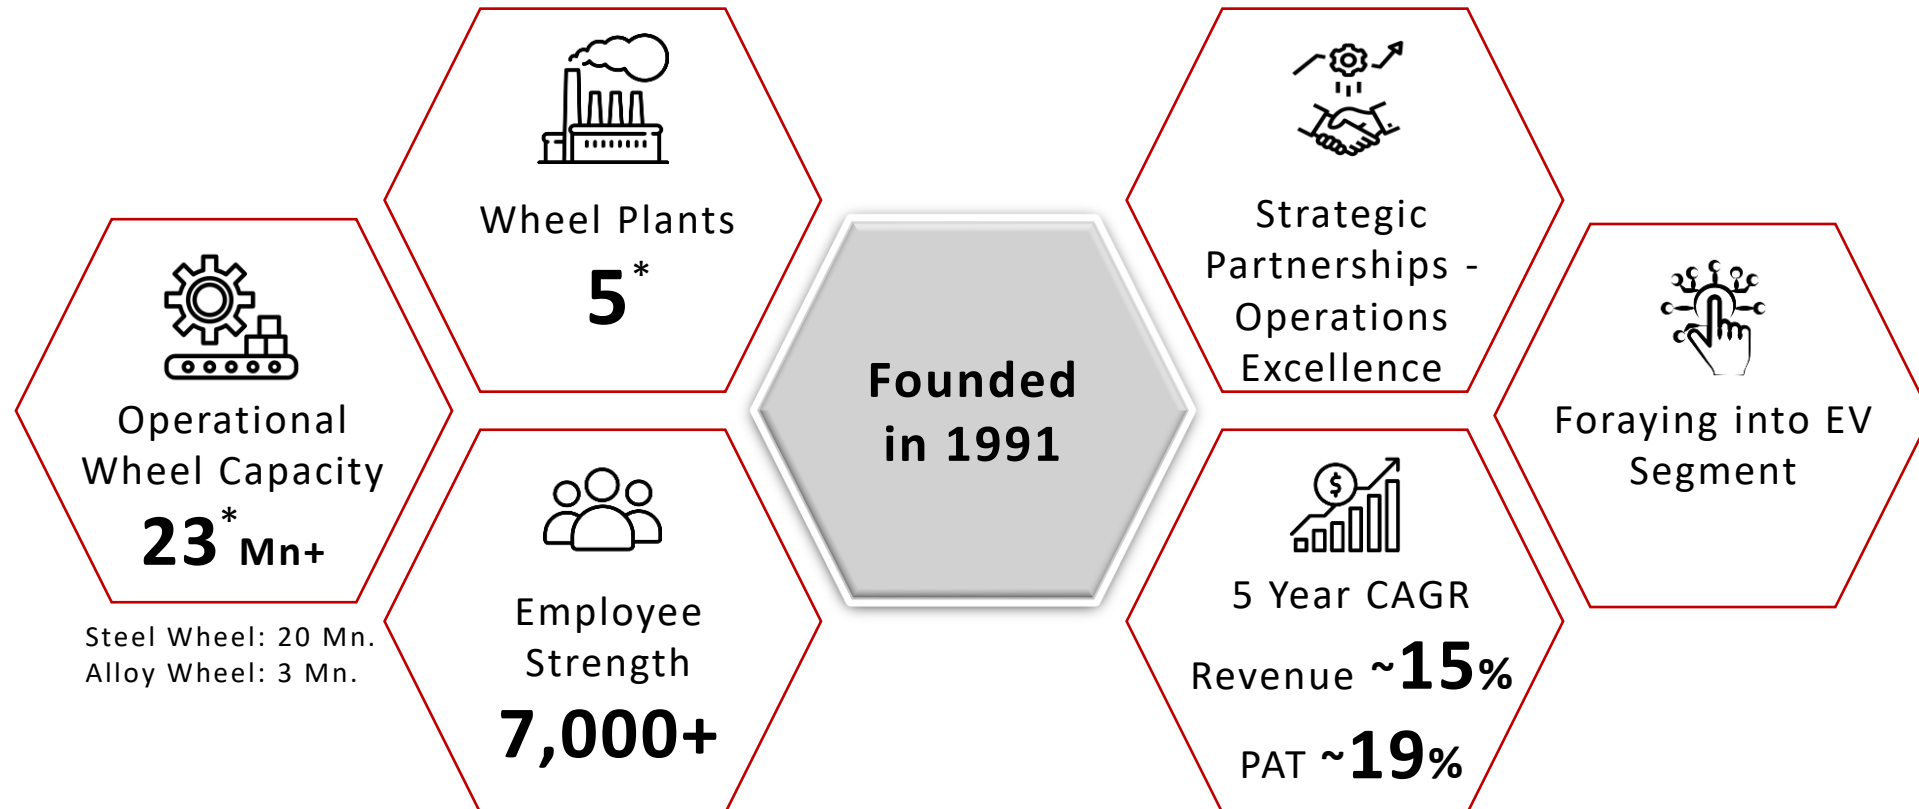 Wheel Plants
5*
Operational
Wheel Capacity
23* Mn+
Steel Wheel: 20 Mn.
Alloy Wheel: 3 Mn.
Employee
Strength
7,000+
Founded
in 1991
Strategic
Partnerships -
Operations
Excellence
Foraying into EV
Segment
$
5 Year CAGR
Revenue ~15%
PAT ~19%